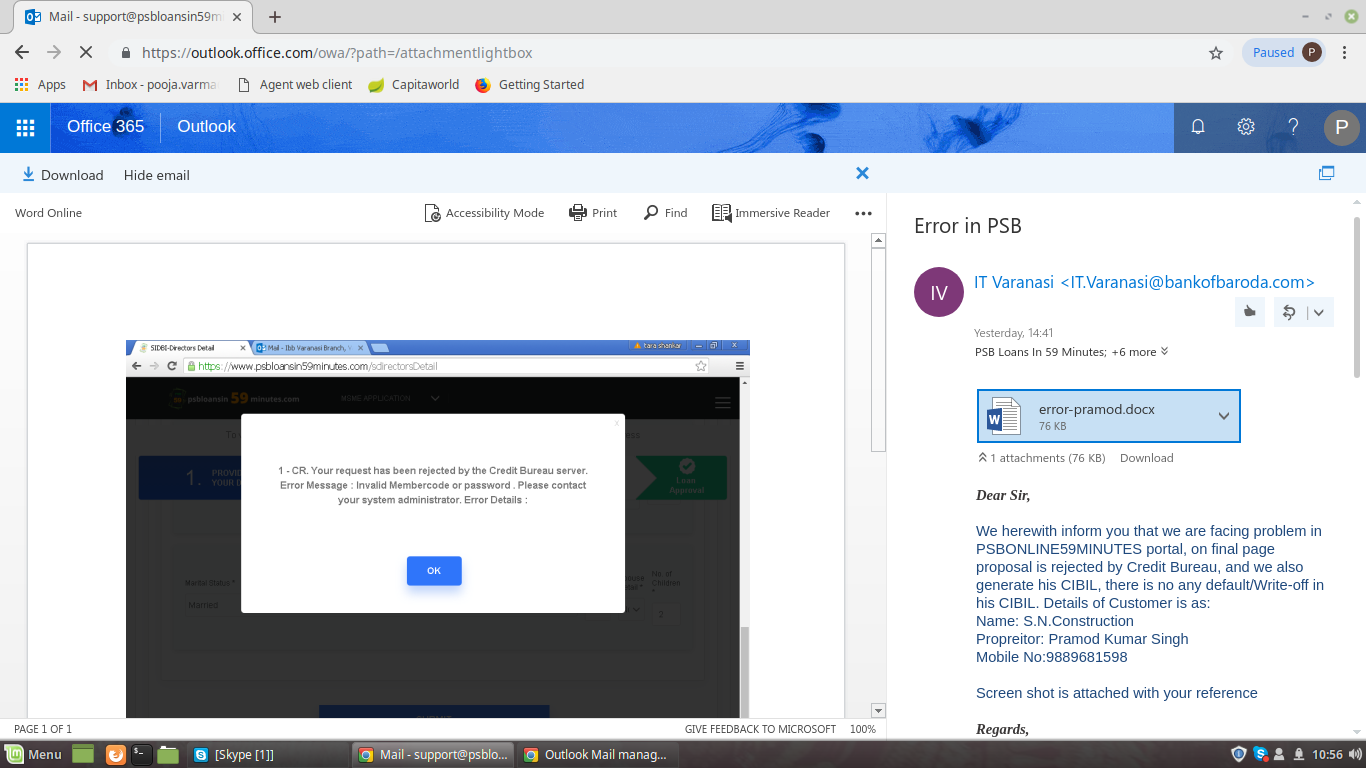 Mail - support@psbloansin59m
https://outlook.office.com/owa/?path=/attachmentlightbox
Paused P
Apps Inbox - pooja.varma Agent web client Capitaworld Getting Started
Office 365 Outlook P
Download Hide email
Word Online Accessibility Mode Print Find Immersive Reader
SIDBI-Directors Detail Mail - Ibb Varanasi Branch, tara shankar
https://www.psbloansin59minutes.com/sdirectorsDetail
psbloansin 59 minutes.com MSME APPLICATION
x
1 - CR. Your request has been rejected by the Credit Bureau server.
Error Message : Invalid Membercode or password . Please contact
your system administrator. Error Details :
OK
1.
Loan
Approval
Marital Status *
No. of
Children
*
Married
2
PAGE 1 OF 1 GIVE FEEDBACK TO MICROSOFT 100%
Error in PSB
IV
IT Varanasi <IT.Varanasi@bankofbaroda.com>
Yesterday, 14:41
PSB Loans In 59 Minutes; +6 more
error-pramod.docx
76 KB
1 attachments (76 KB) Download
Dear Sir,
We herewith inform you that we are facing problem in
PSBONLINE59MINUTES portal, on final page
proposal is rejected by Credit Bureau, and we also
generate his CIBIL, there is no any default/Write-off in
his CIBIL. Details of Customer is as:
Name: S.N.Construction
Propreitor: Pramod Kumar Singh
Mobile No:9889681598
Screen shot is attached with your reference
Regards,
Menu [Skype [1]] Mail - support@psblo... Outlook Mail manag... 10:56